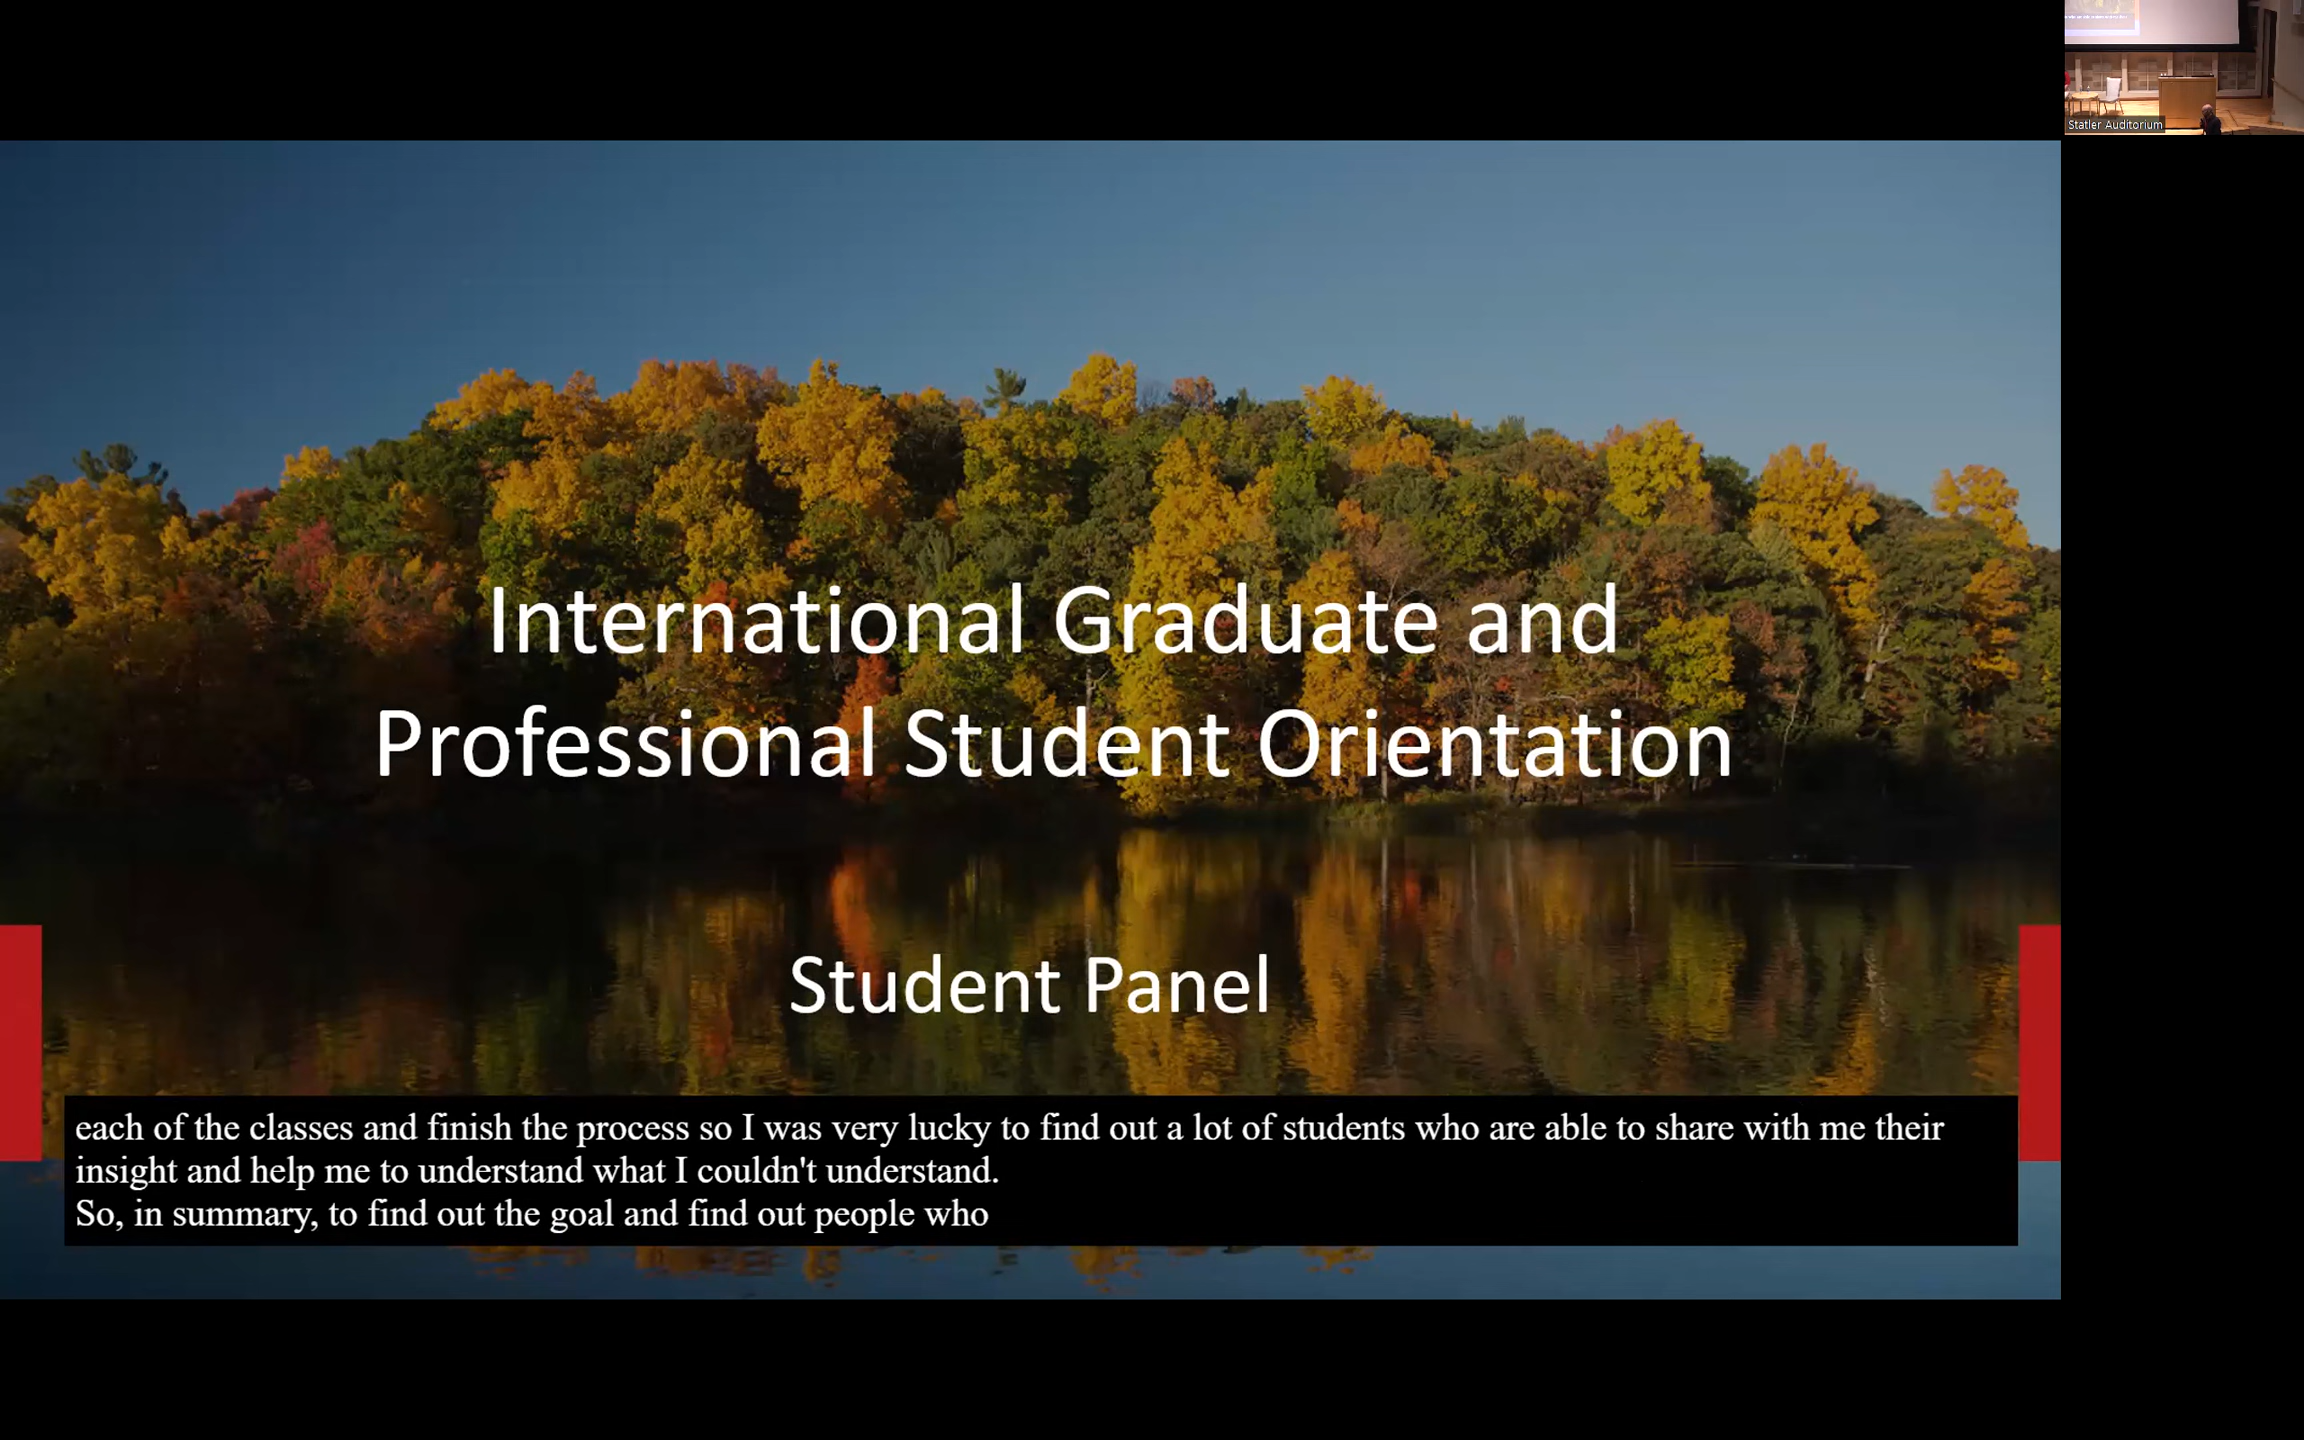 Statler Auditorium
International Graduate and
Professional Student Orientation
Student Panel
each of the classes and finish the process so I was very lucky to find out a lot of students who are able to share with me their
insight and help me to understand what I couldn't understand.
So, in summary, to find out the goal and find out people who